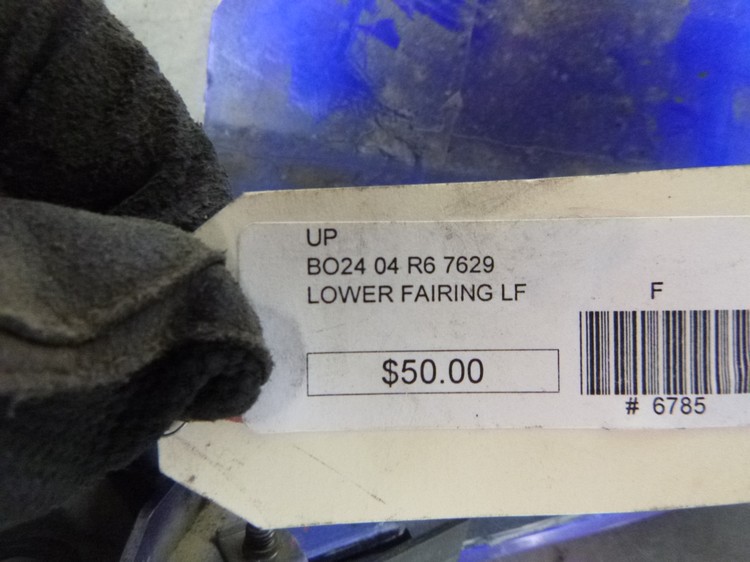 UP
BO24 04 R6 7629
LOWER FAIRING LF
F
$50.00
# 6785